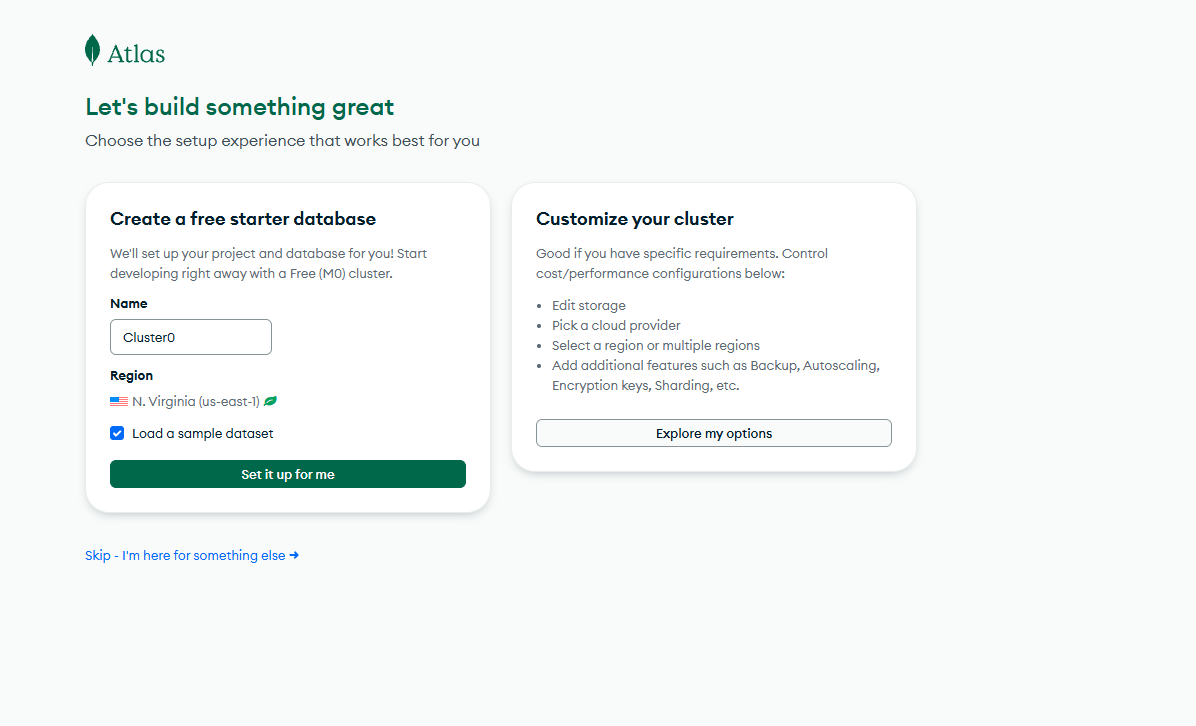 Atlas
Let's build something great
Choose the setup experience that works best for you
Create a free starter database
We'll set up your project and database for you! Start
developing right away with a Free (M0) cluster.
Name
Cluster0
Region
N. Virginia (us-east-1)
Load a sample dataset
Set it up for me
Customize your cluster
Good if you have specific requirements. Control
cost/performance configurations below:
• Edit storage
• Pick a cloud provider
• Select a region or multiple regions
• Add additional features such as Backup, Autoscaling,
Encryption keys, Sharding, etc.
Explore my options
Skip - I'm here for something else ➔